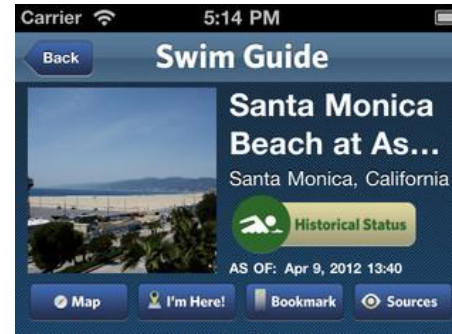 Carrier 5:14 PM
Back Swim Guide
Santa Monica
Beach at As...
Santa Monica, California
Historical Status
AS OF: Apr 9, 2012 13:40
Map I'm Here! Bookmark Sources